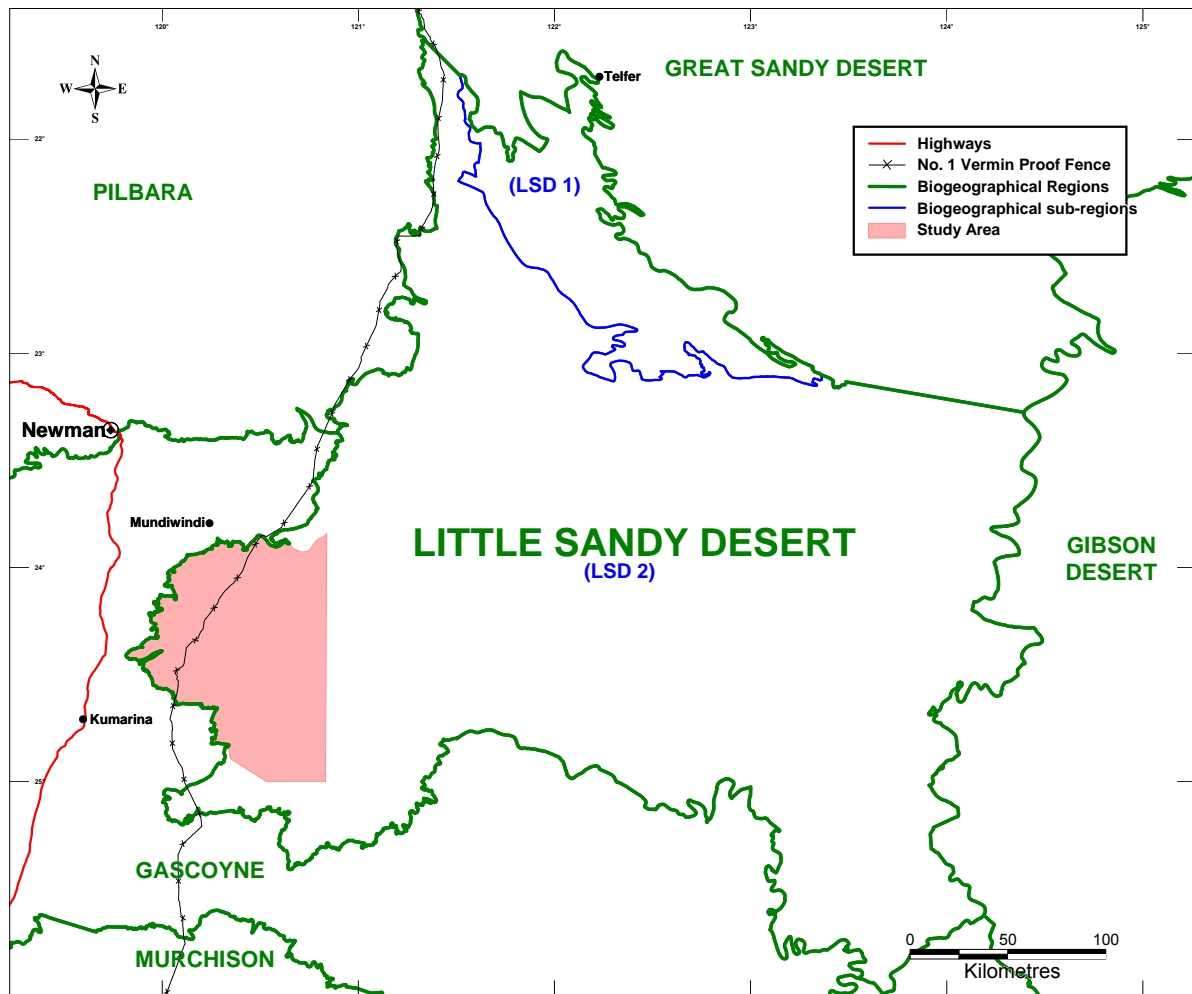 120°
121°
122°
123°
124°
125°
N
W E
S
Telfer
GREAT SANDY DESERT
22°
Highways
No. 1 Vermin Proof Fence
Biogeographical Regions
Biogeographical sub-regions
Study Area
PILBARA
(LSD 1)
23°
Newman
Mundiwindi
LITTLE SANDY DESERT
(LSD 2)
GIBSON
DESERT
24°
Kumarina
25°
GASCOYNE
MURCHISON
0 50 100
Kilometres